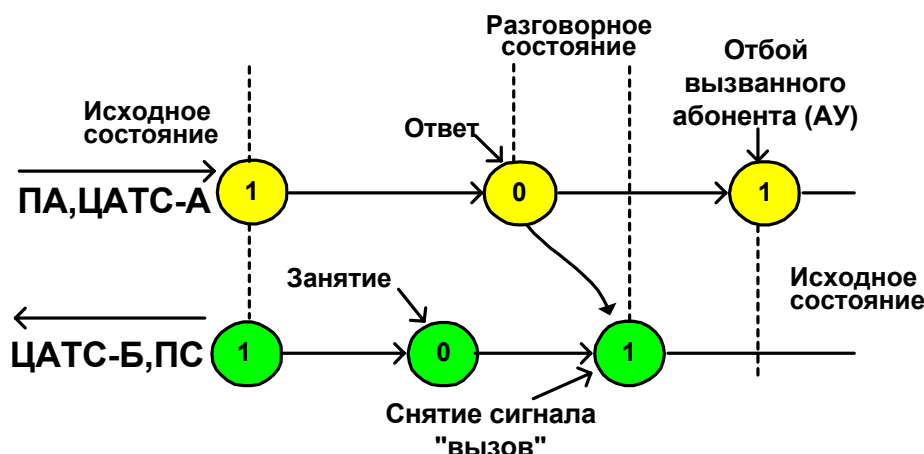 Разговорное
состояние
Отбой
вызванного
абонента (АУ)
Исходное
состояние
Ответ
1
0
1
ПА,ЦАТС-А
Занятие
Исходное
состояние
ЦАТС-Б,ПС
1
0
1
Снятие сигнала
"вызов"